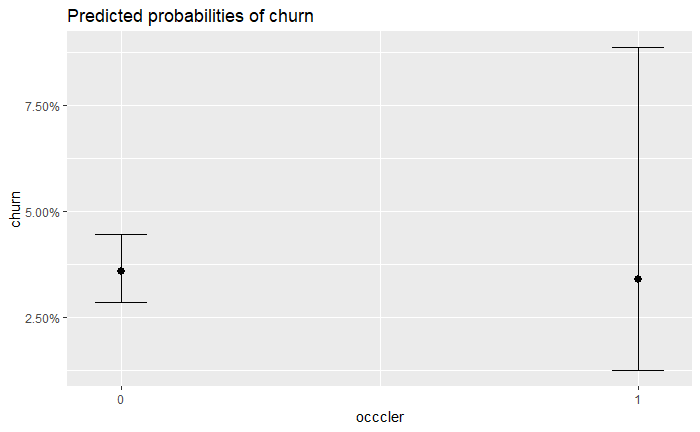 Predicted probabilities of churn
7.50%
5.00%
2.50%
churn
0
1
occcler